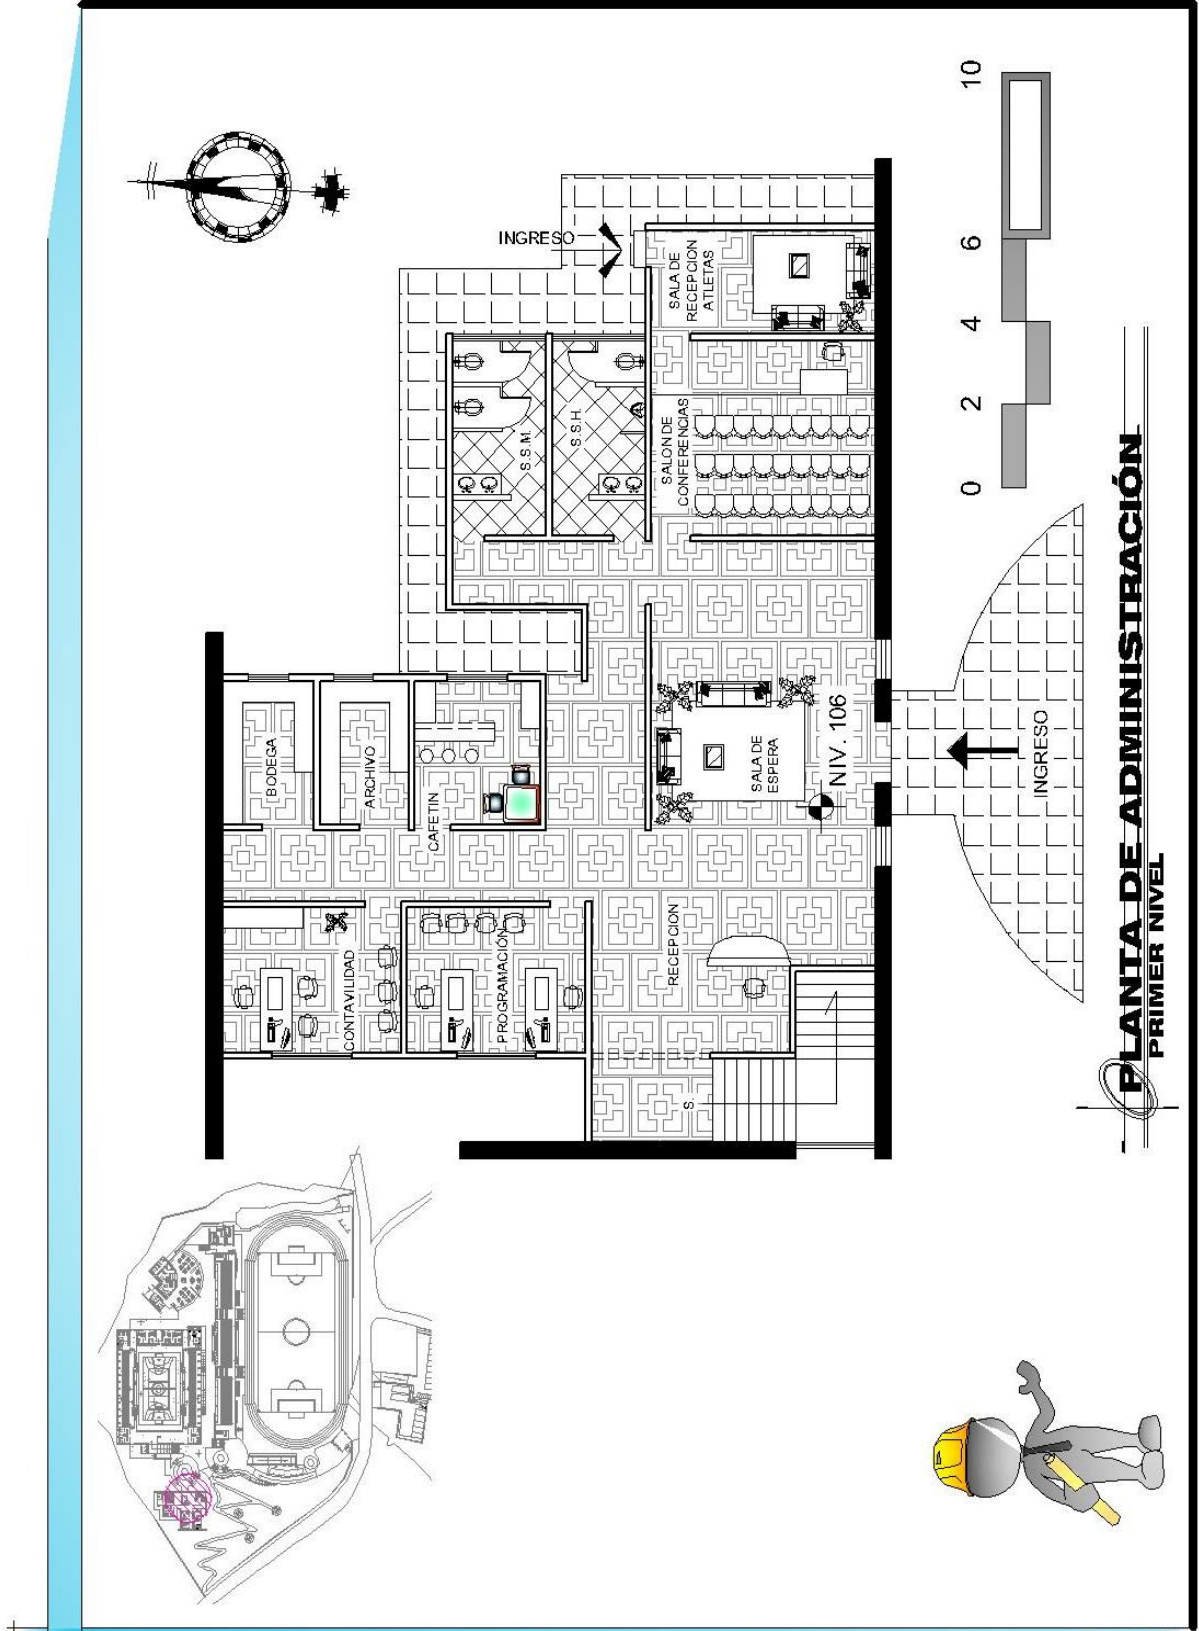 INGRESO
SALA DE
RECEPCION
ATLETAS
S.S.M.
S.S.H.
SALON DE
CONFERENCIAS
BODEGA
ARCHIVO
CAFETIN
SALA DE
ESPERA
NIV. 106
INGRESO
CONTAVILIDAD
PROGRAMACIÓN
RECEPCION
S.
0 2 4 6 10
PLANTA DE ADMINISTRACIÓN
PRIMER NIVEL